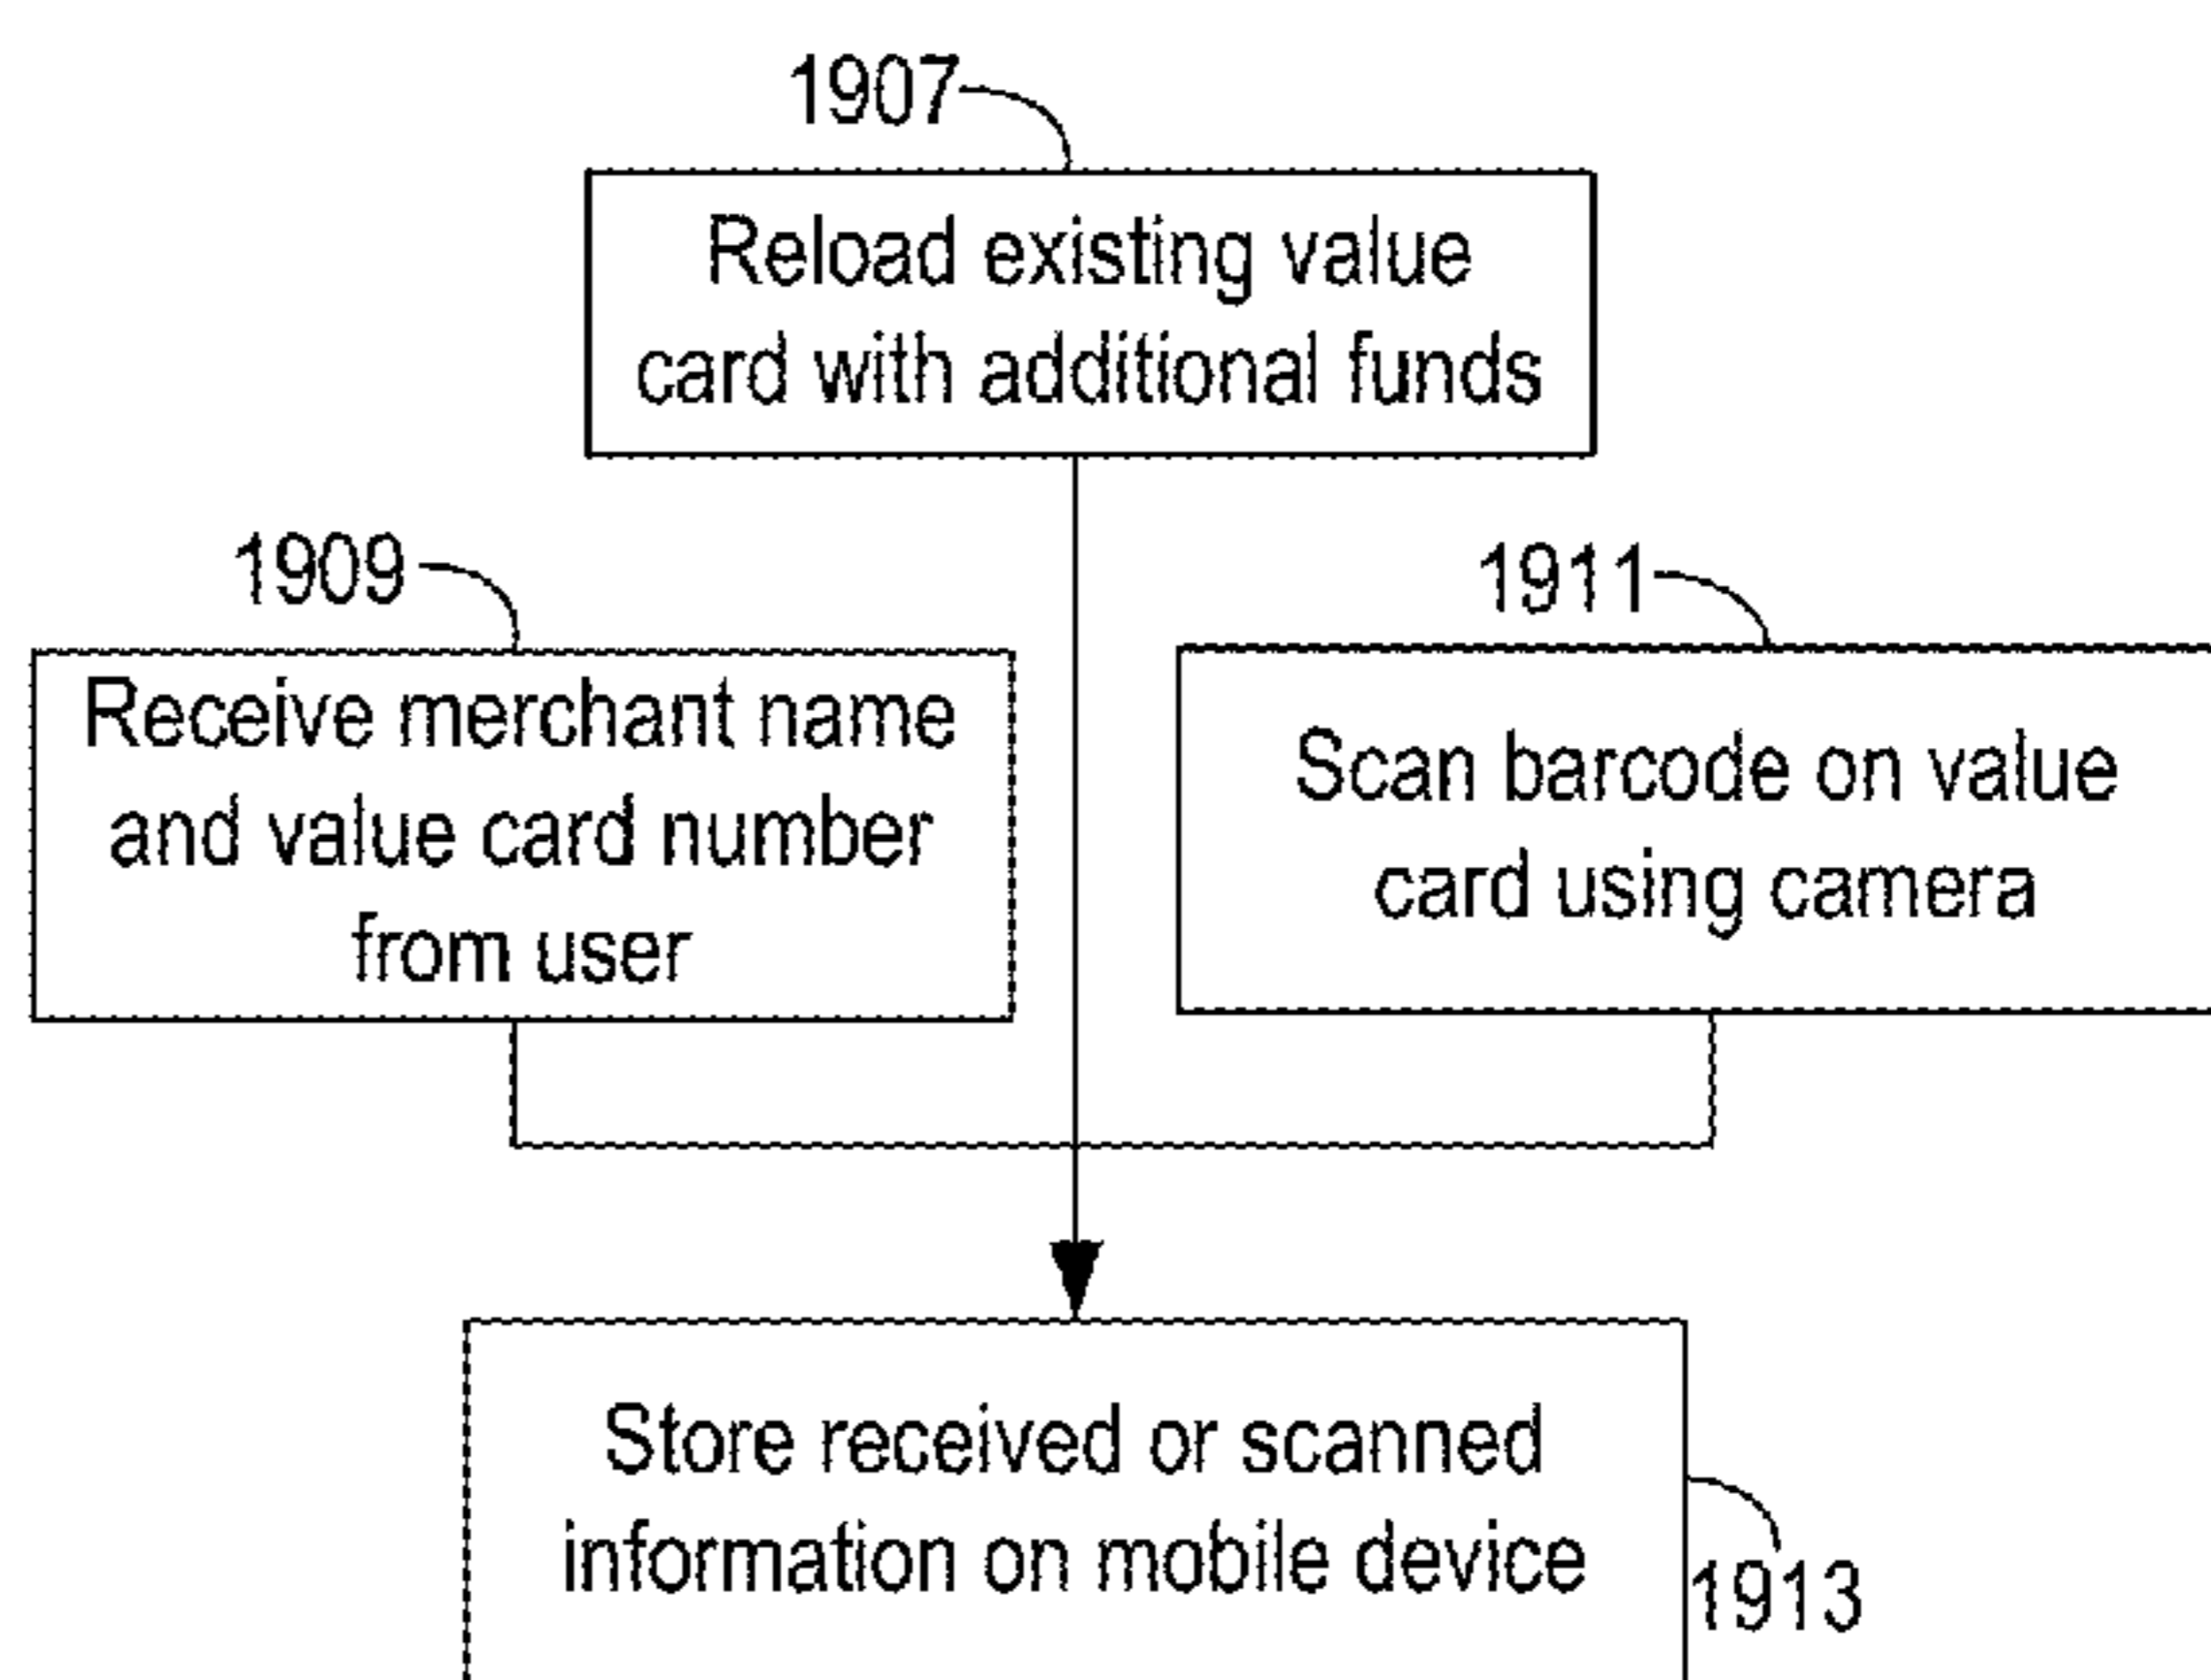 1907
Reload existing value
card with additional funds
1909
Receive merchant name
and value card number
from user
1911
Scan barcode on value
card using camera
Store received or scanned
information on mobile device
1913